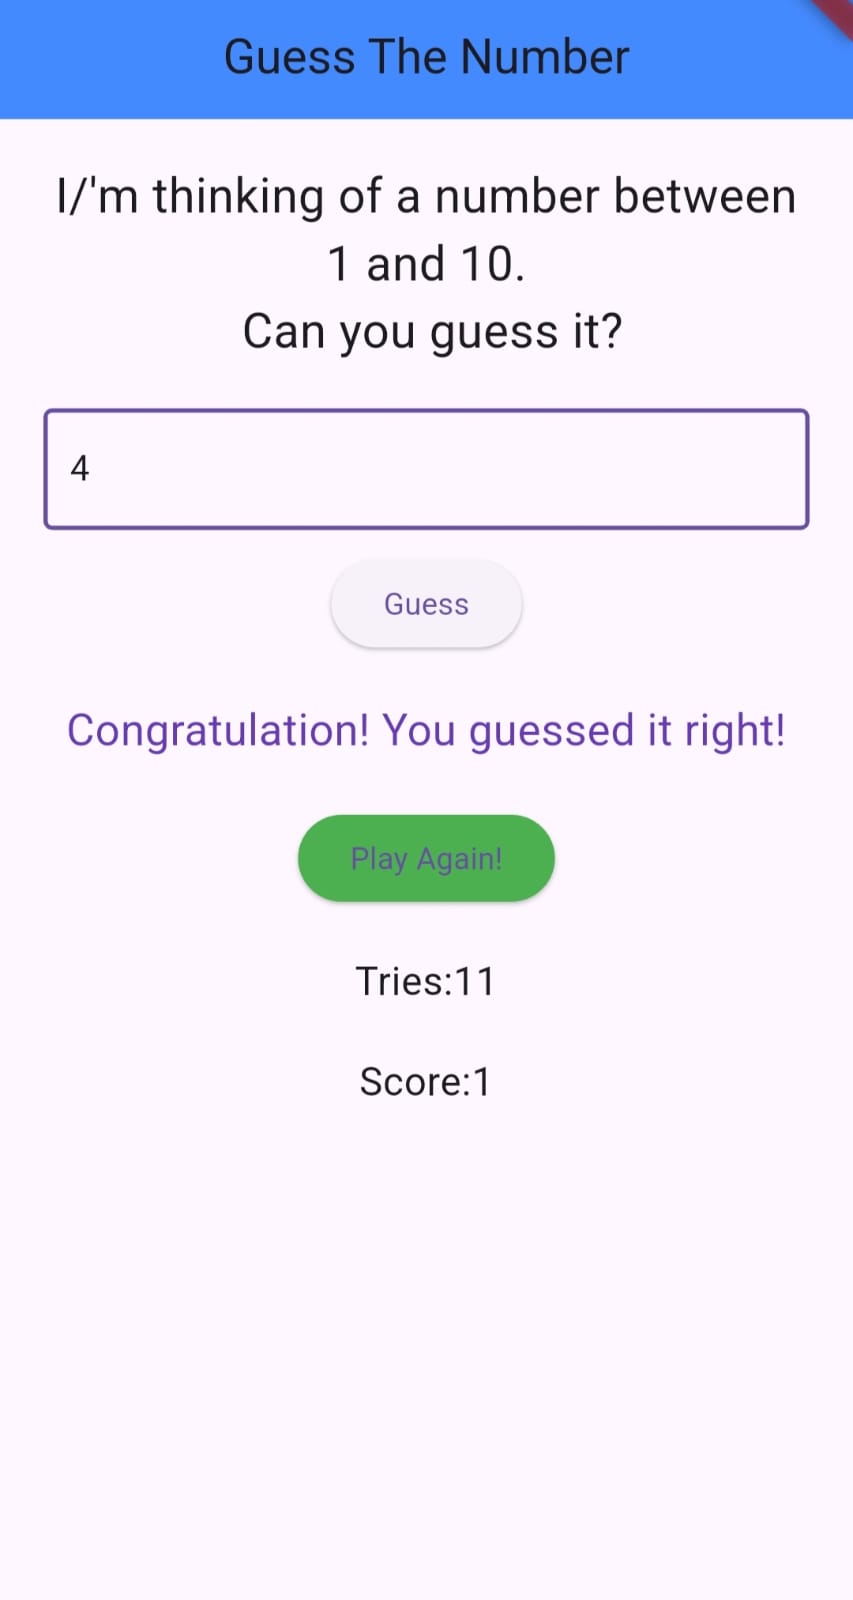 Guess The Number
I/'m thinking of a number between
1 and 10.
Can you guess it?
4
Guess
Congratulation! You guessed it right!
Play Again!
Tries:11
Score:1